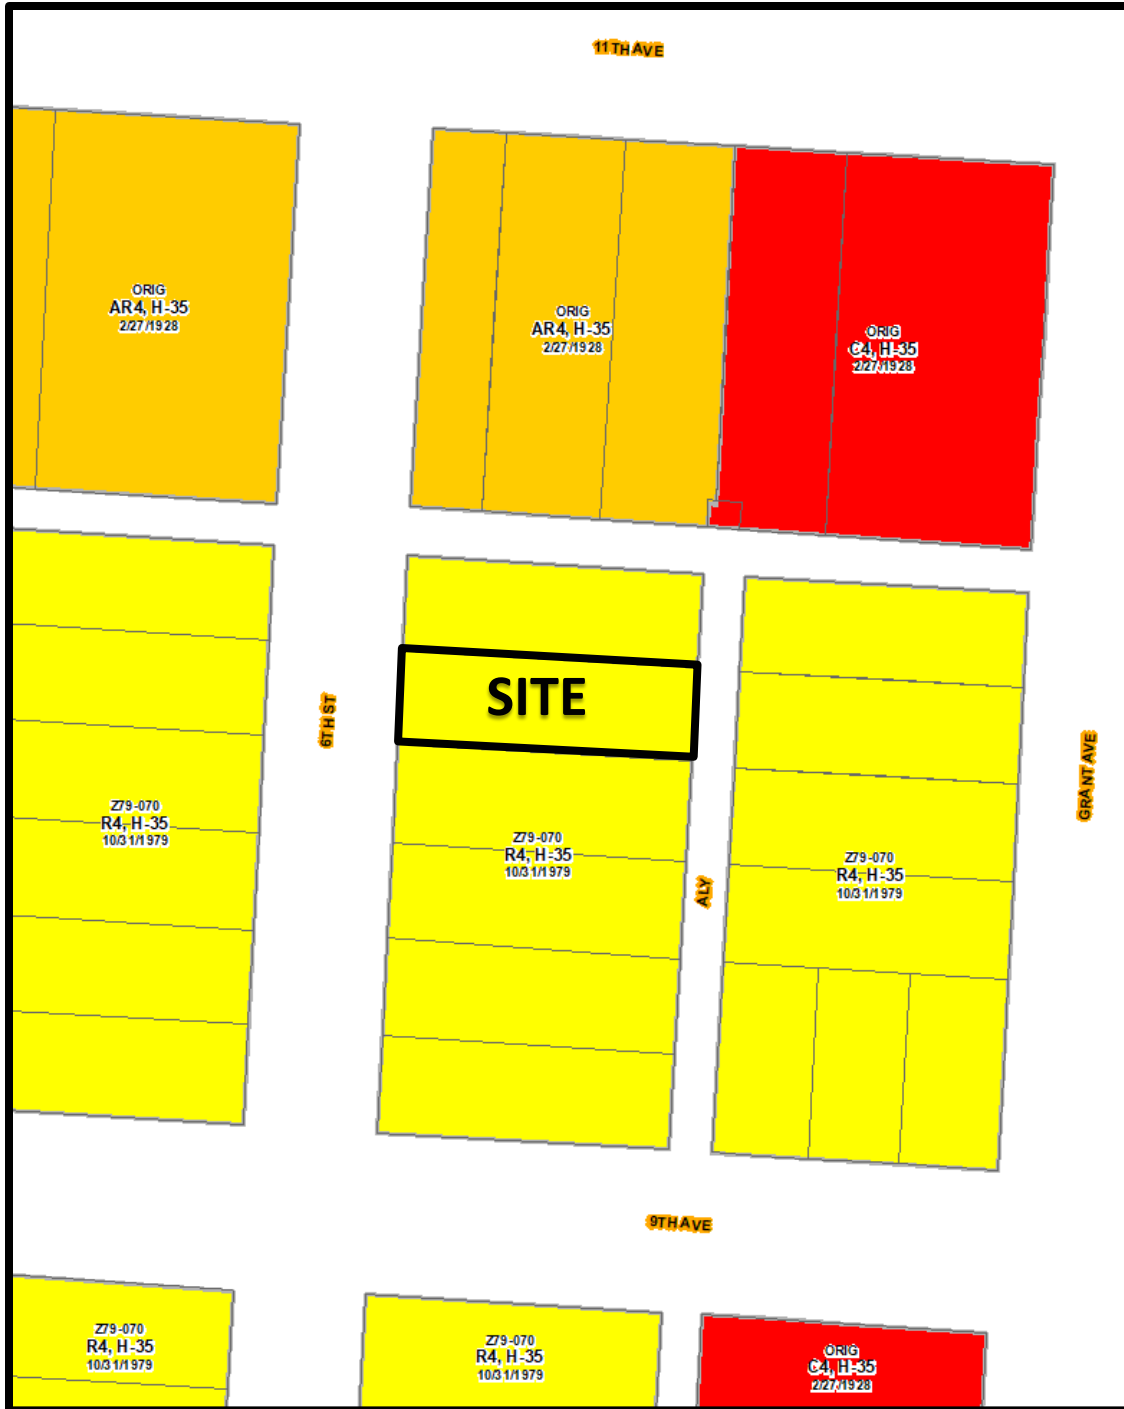 11TH AVE
ORIG
AR4, H-35
2/27/1928
ORIG
AR4, H-35
2/27/1928
ORIG
C4, H-35
2/27/1928
SITE
6TH ST
GRANT AVE
Z79-070
R4, H-35
10/31/1979
Z79-070
R4, H-35
10/31/1979
Z79-070
R4, H-35
10/31/1979
ALY
9TH AVE
Z79-070
R4, H-35
10/31/1979
Z79-070
R4, H-35
10/31/1979
ORIG
C4, H-35
2/27/1928